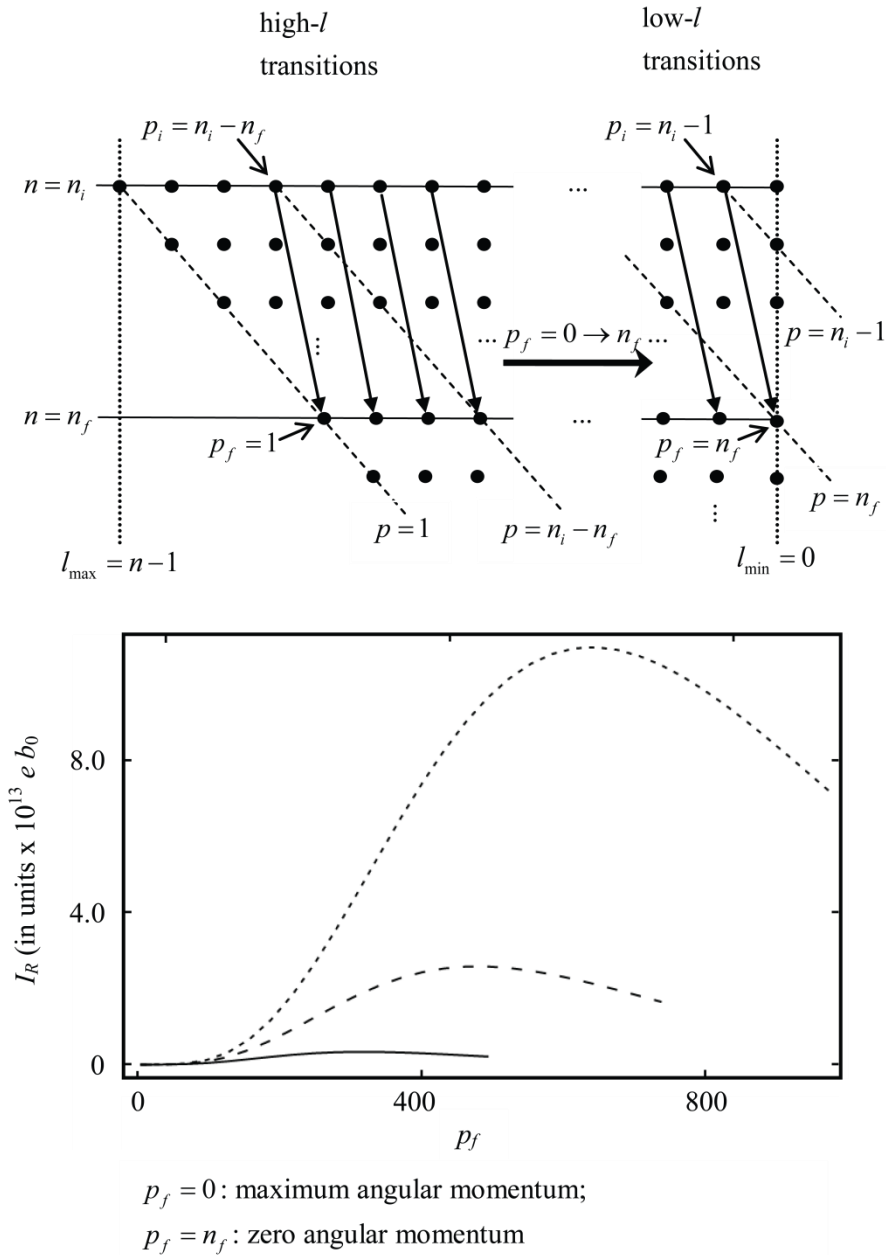 high-l
transitions
low-l
transitions
p_i = n_i − n_f
p_i = n_i − 1
n = n_i
...
...
...
p_f = 0 → n_f
...
p = n_i − 1
n = n_f
...
p_f = 1
p_f = n_f
p = n_f
p = 1
p = n_i − n_f
...
l_max = n − 1
l_min = 0
8.0
4.0
0
I_R (in units x 10^13 e b_0
0
400
800
p_f
p_f = 0 : maximum angular momentum;
p_f = n_f : zero angular momentum